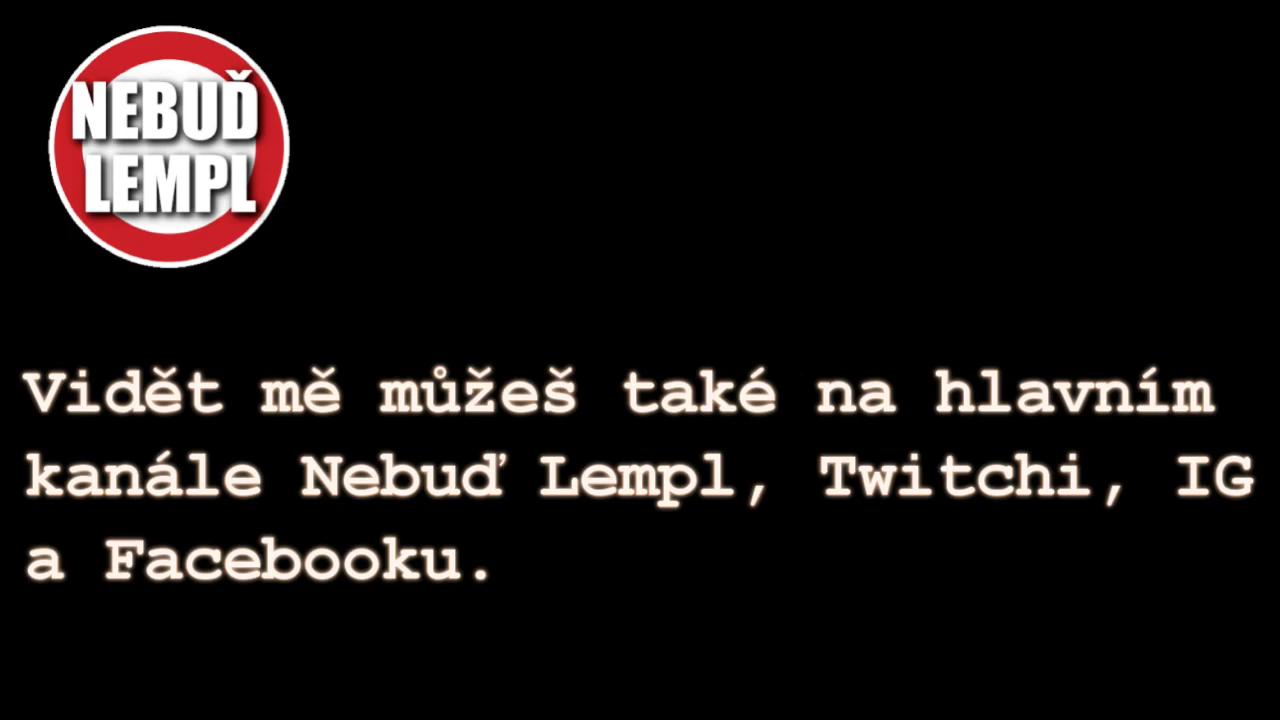 NEBUĎ
LEMPL
Vidět mě můžeš také na hlavním
kanále Nebuď Lempl, Twitchi, IG
a Facebooku.